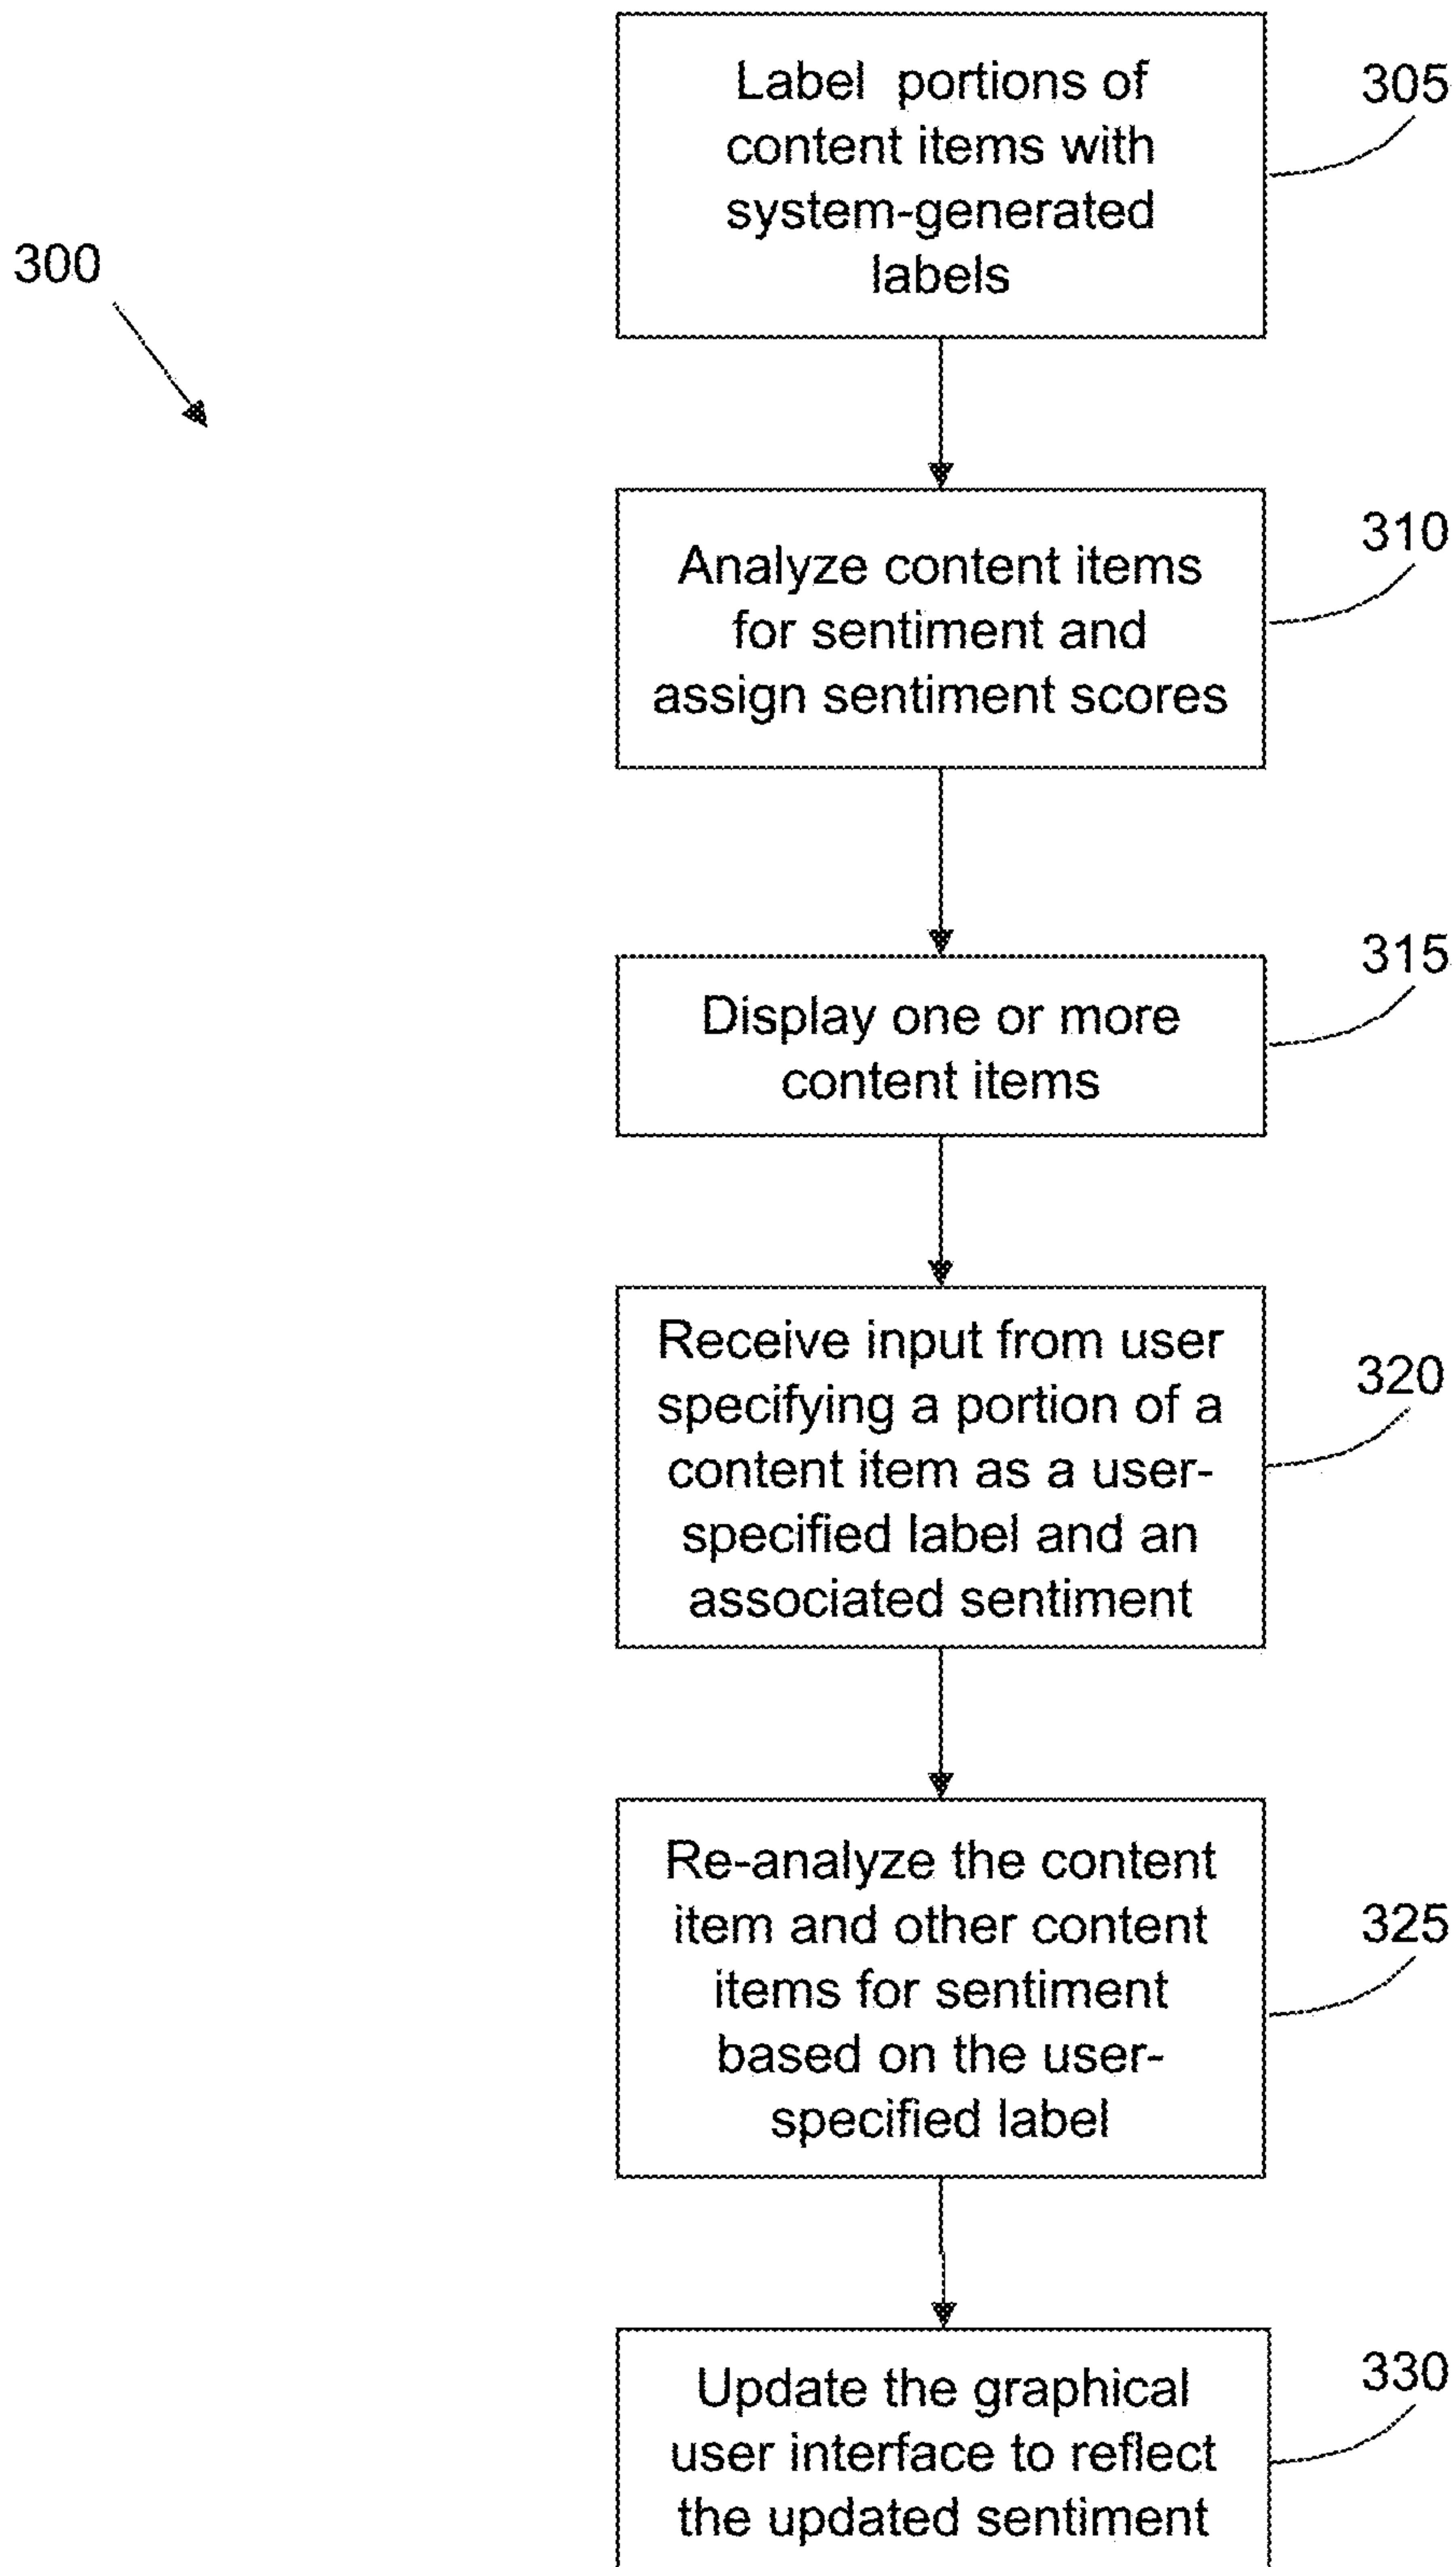 Label portions of
content items with
system-generated
labels
305
300
Analyze content items
for sentiment and
assign sentiment scores
310
Display one or more
content items
315
Receive input from user
specifying a portion of a
content item as a user-
specified label and an
associated sentiment
320
Re-analyze the content
item and other content
items for sentiment
based on the user-
specified label
325
Update the graphical
user interface to reflect
the updated sentiment
330